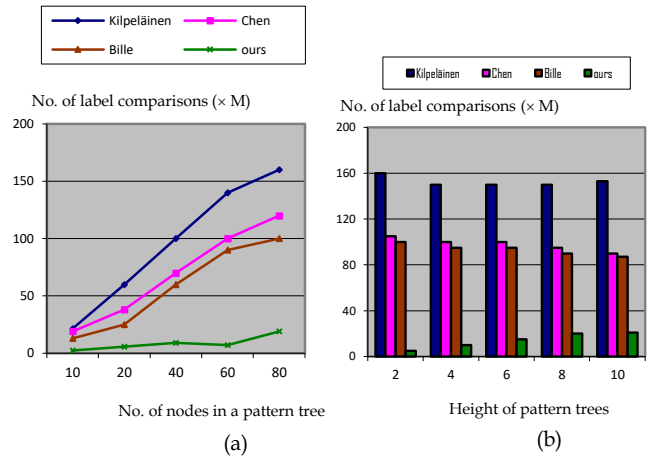 Kilpeläinen Chen
Bille ours
No. of label comparisons (× M)
200
150
100
50
0
10 20 40 60 80
No. of nodes in a pattern tree
(a)
Kilpeläinen Chen Bille ours
No. of label comparisons (× M)
200
160
120
80
40
0
2 4 6 8 10
Height of pattern trees
(b)